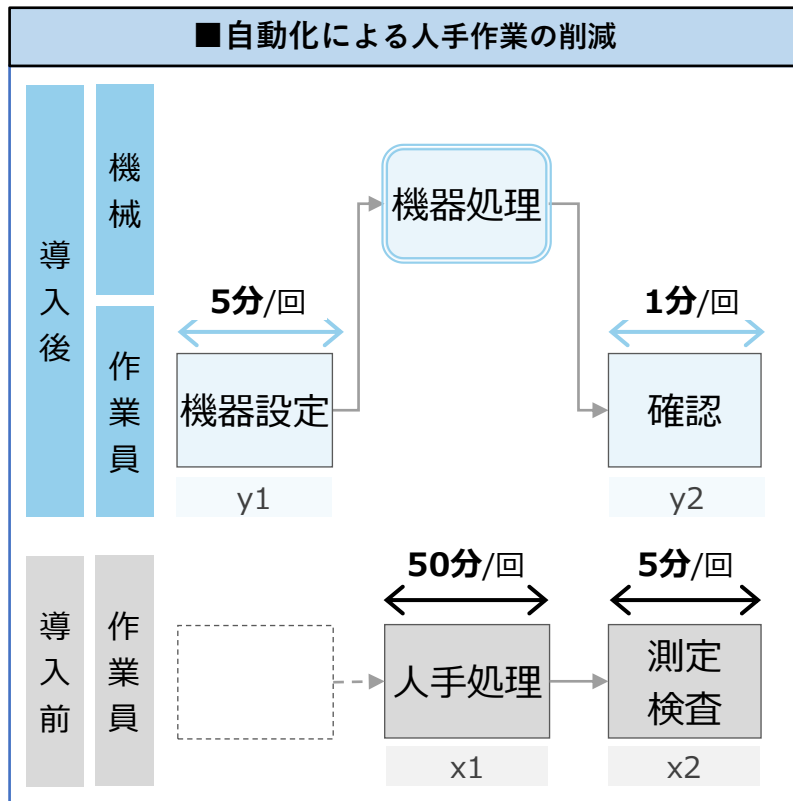 ■自動化による人手作業の削減
導入後
機械
機器処理
5分/回
1分/回
作業員
機器設定
確認
y1
y2
50分/回
5分/回
導入前
作業員
人手処理
測定
検査
x1
x2